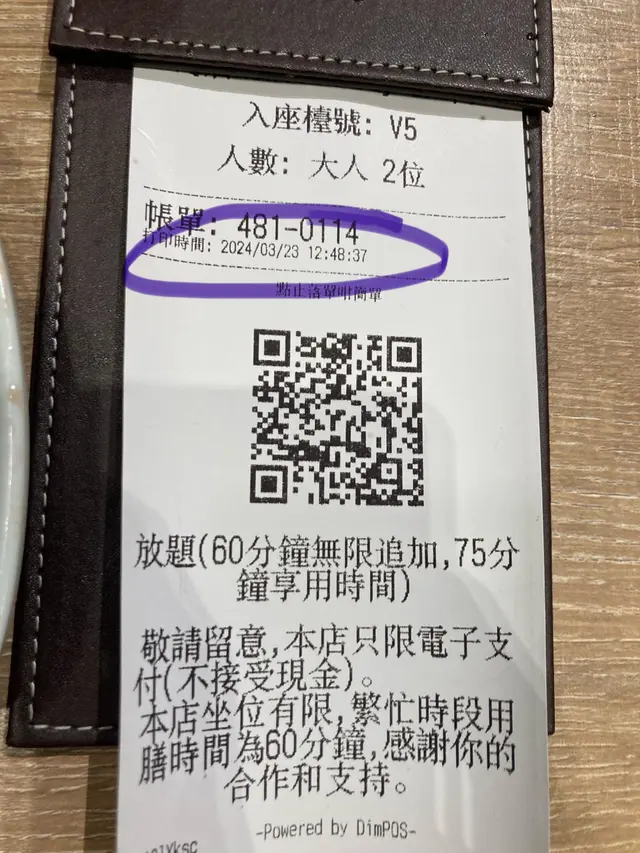 入座檯號: V5
人數: 大人 2位
帳單: 481-0114
打印時間: 2024/03/23 12:48:37
點止落單咁簡單
放題(60分鐘無限追加,75分
鐘享用時間)
敬請留意,本店只限電子支
付(不接受現金)。
本店坐位有限,繁忙時段用
膳時間為60分鐘,感謝你的
合作和支持。
-Powered by DimPOS-